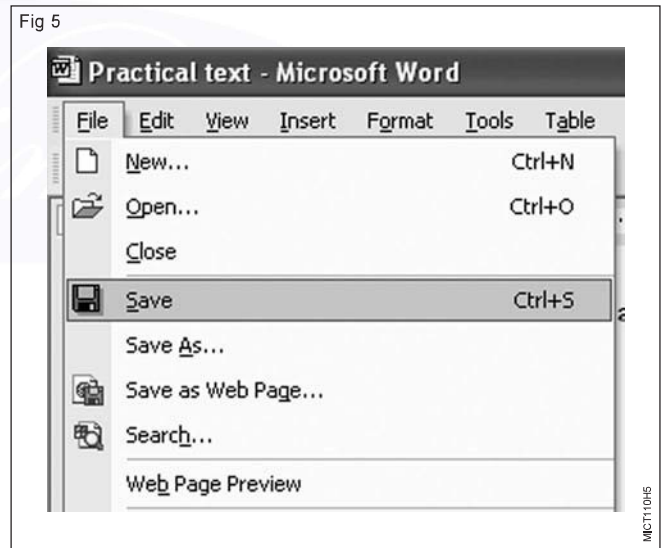 Fig 5
Practical text - Microsoft Word
File Edit View Insert Format Tools Table
New... Ctrl+N
Open... Ctrl+O
Close
Save Ctrl+S
Save As...
Save as Web Page...
Search...
Web Page Preview
MICT110H5